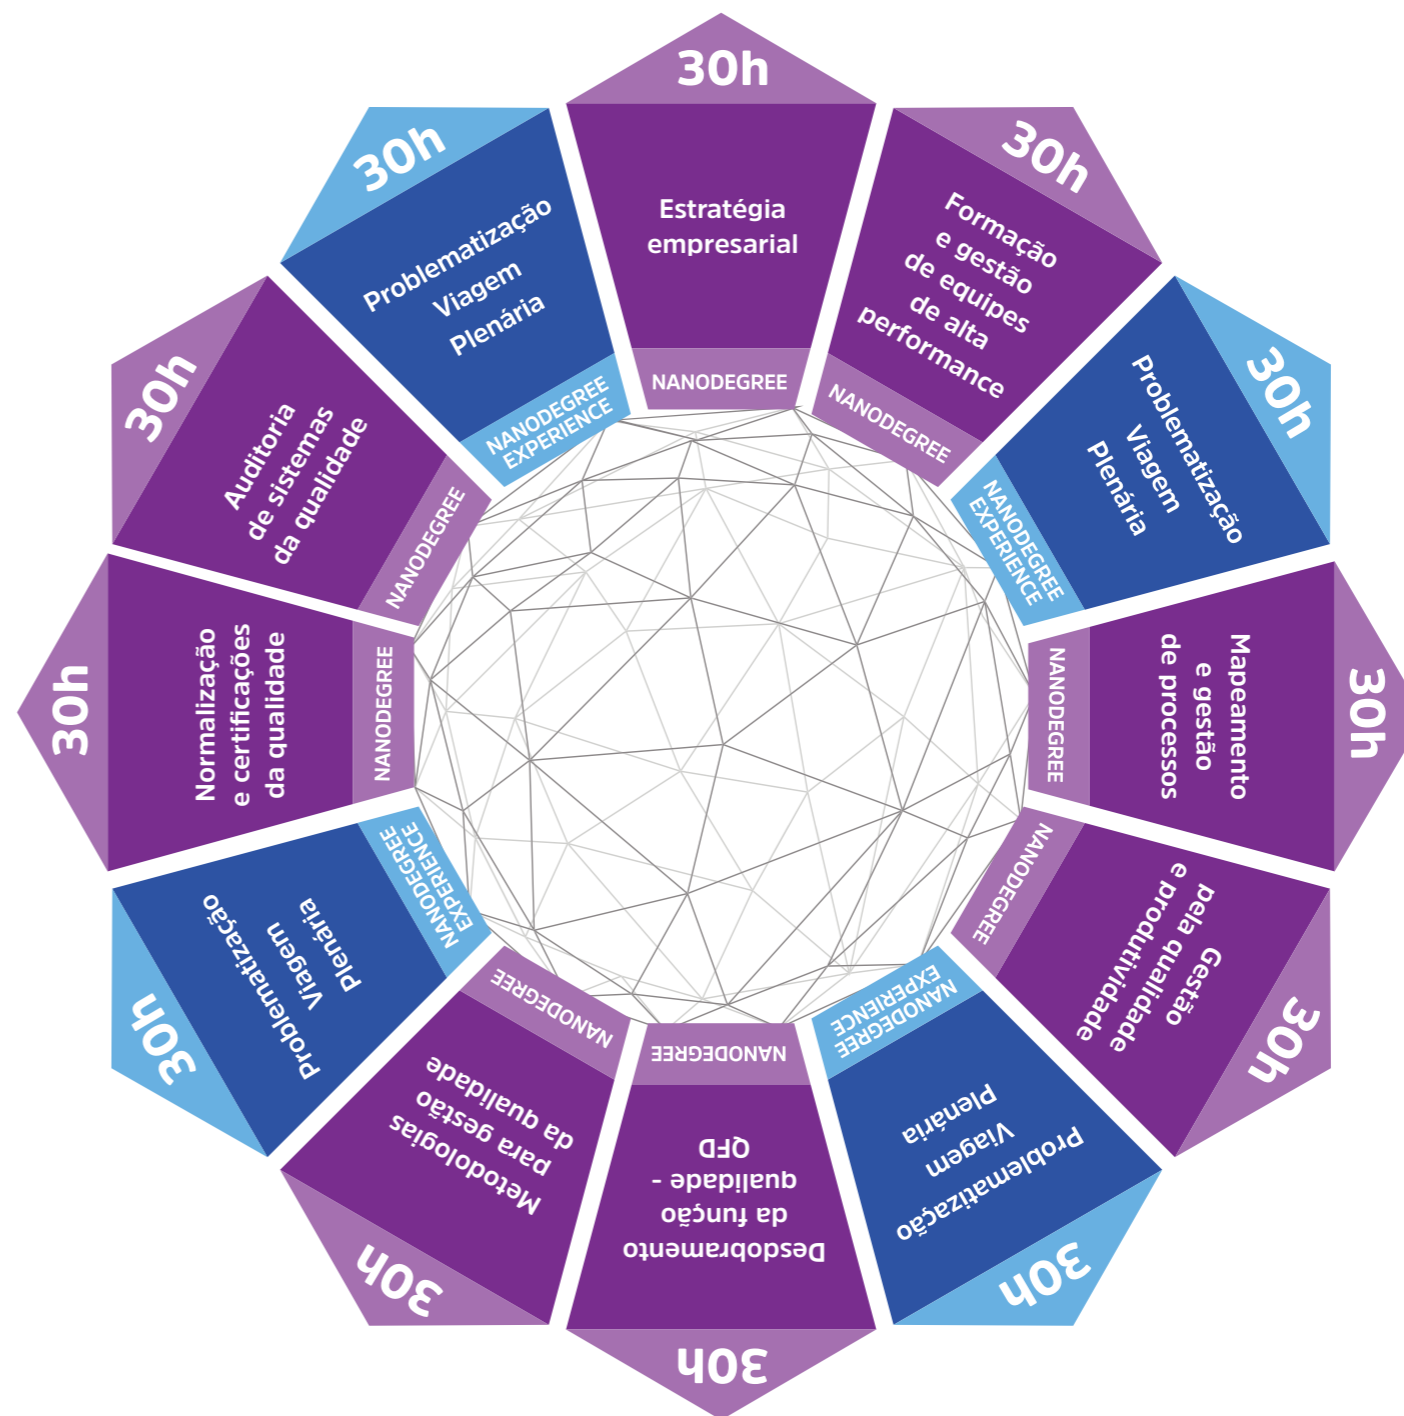 30h
Estratégia
empresarial
NANODEGREE
30h
Formação
e gestão
de equipes
de alta
performance
NANODEGREE
30h
Problematização
Viagem
Plenária
NANODEGREE
EXPERIENCE
30h
Mapeamento
e gestão
de processos
NANODEGREE
30h
Gestão
pela qualidade
e produtividade
NANODEGREE
30h
Problematização
Viagem
Plenária
NANODEGREE
EXPERIENCE
30h
Desdobramento
da função
qualidade -
QFD
NANODEGREE
30h
Metodologias
para gestão
da qualidade
NANODEGREE
30h
Problematização
Viagem
Plenária
NANODEGREE
EXPERIENCE
30h
Normalização
e certificações
da qualidade
NANODEGREE
30h
Auditoria
de sistemas
da qualidade
NANODEGREE
30h
Problematização
Viagem
Plenária
NANODEGREE
EXPERIENCE